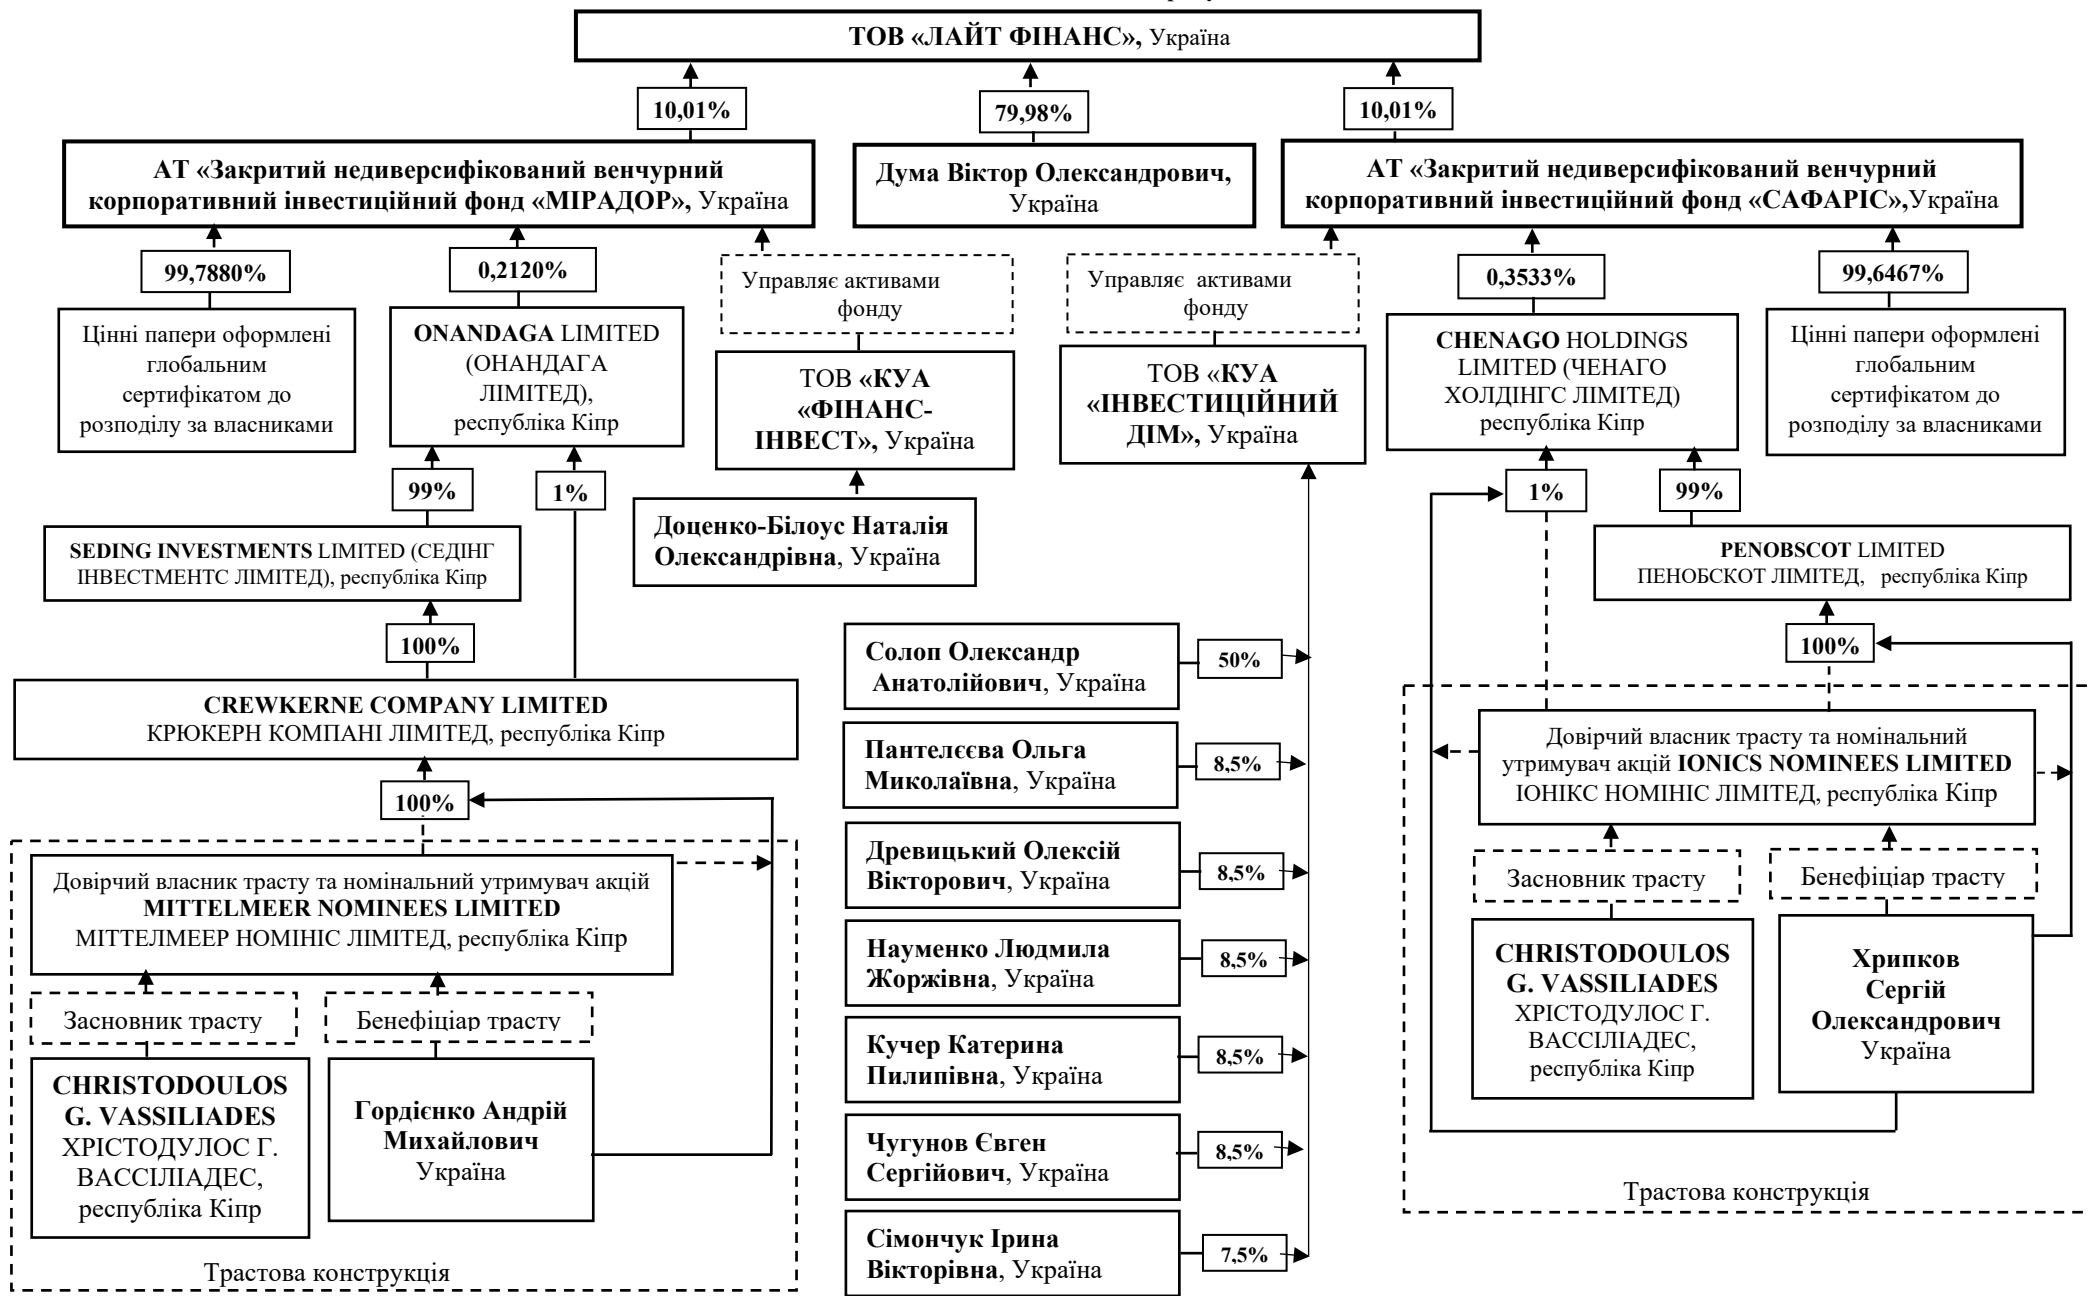 ТОВ «ЛАЙТ ФІНАНС», Україна
10,01%
79,98%
10,01%
АТ «Закритий недиверсифікований венчурний
корпоративний інвестиційний фонд «МІРАДОР», Україна
Дума Віктор Олександрович,
Україна
АТ «Закритий недиверсифікований венчурний
корпоративний інвестиційний фонд «САФАРІС»,Україна
99,7880%
0,2120%
Управляє активами
фонду
Управляє активами
фонду
0,3533%
99,6467%
Цінні папери оформлені
глобальним
сертифікатом до
розподілу за власниками
ONANDAGA LIMITED
(ОНАНДАГА
ЛІМІТЕД),
республіка Кіпр
ТОВ «КУА
«ФІНАНС-
ІНВЕСТ», Україна
ТОВ «КУА
«ІНВЕСТИЦІЙНИЙ
ДІМ», Україна
CHENAGO HOLDINGS
LIMITED (ЧЕНАГО
ХОЛДІНГС ЛІМІТЕД)
республіка Кіпр
Цінні папери оформлені
глобальним
сертифікатом до
розподілу за власниками
99%
1%
1%
99%
Доценко-Білоус Наталія
Олександрівна, Україна
SEDING INVESTMENTS LIMITED (СЕДІНГ
ІНВЕСТМЕНТС ЛІМІТЕД), республіка Кіпр
PENOBSCOT LIMITED
ПЕНОБСКОТ ЛІМІТЕД, республіка Кіпр
100%
100%
CREWKERNE COMPANY LIMITED
КРЮКЕРН КОМПАНІ ЛІМІТЕД, республіка Кіпр
100%
Солоп Олександр
Анатолійович, Україна
50%
Пантелєєва Ольга
Миколаївна, Україна
8,5%
Древицький Олексій
Вікторович, Україна
8,5%
Науменко Людмила
Жоржівна, Україна
8,5%
Кучер Катерина
Пилипівна, Україна
8,5%
Чугунов Євген
Сергійович, Україна
8,5%
Сімончук Ірина
Вікторівна, Україна
7,5%
Довірчий власник трасту та номінальний
утримувач акцій IONICS NOMINEES LIMITED
ІОНІКС НОМІНІС ЛІМІТЕД, республіка Кіпр
Засновник трасту
Бенефіціар трасту
CHRISTODOULOS
G. VASSILIADES
ХРІСТОДУЛОС Г.
ВАССІЛІАДЕС,
республіка Кіпр
Хрипков
Сергій
Олександрович
Україна
Трастова конструкція
Довірчий власник трасту та номінальний утримувач акцій
MITTELMEER NOMINEES LIMITED
МІТТЕЛМЕЕР НОМІНІС ЛІМІТЕД, республіка Кіпр
Засновник трасту
Бенефіціар трасту
CHRISTODOULOS
G. VASSILIADES
ХРІСТОДУЛОС Г.
ВАССІЛІАДЕС,
республіка Кіпр
Гордієнко Андрій
Михайлович
Україна
Трастова конструкція